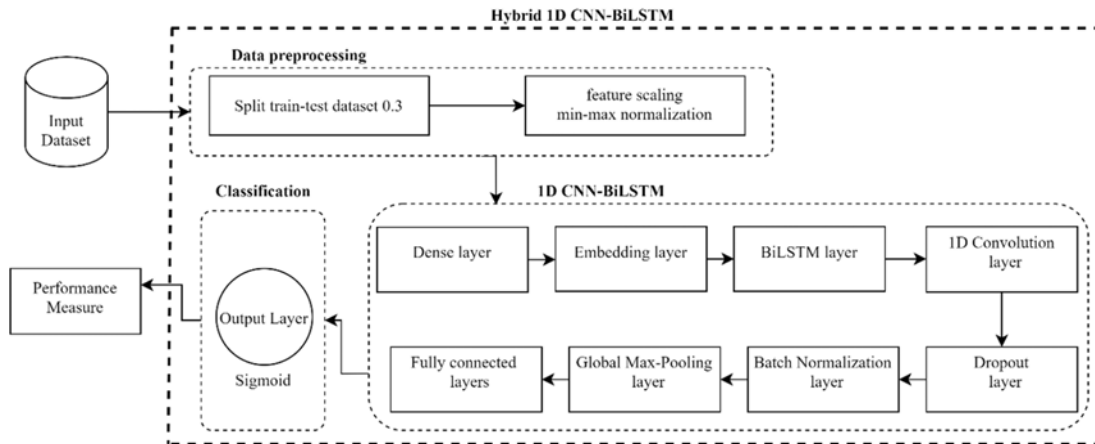 Hybrid 1D CNN-BiLSTM
Data preprocessing
Input
Dataset
Split train-test dataset 0.3
feature scaling
min-max normalization
Classification
1D CNN-BiLSTM
Dense layer
Embedding layer
BiLSTM layer
1D Convolution
layer
Performance
Measure
Output Layer
Sigmoid
Fully connected
layers
Global Max-Pooling
layer
Batch Normalization
layer
Dropout
layer